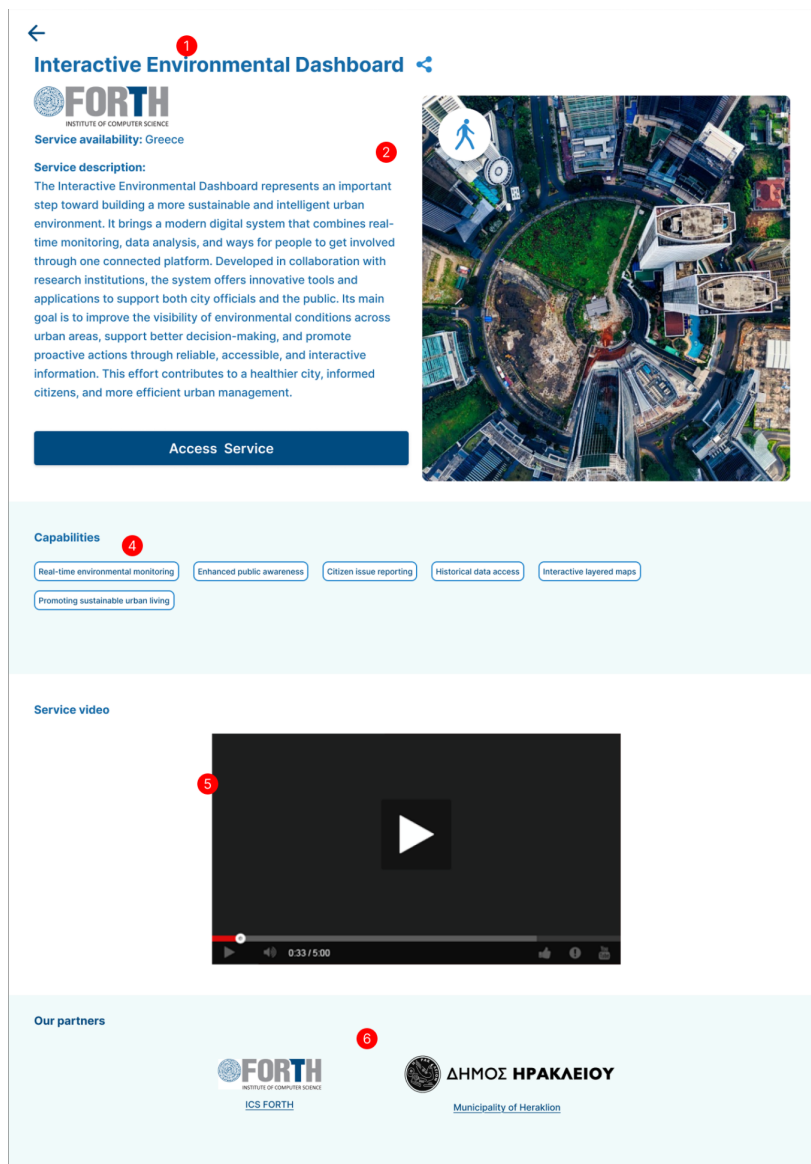 1
Interactive Environmental Dashboard
FORTH
INSTITUTE OF COMPUTER SCIENCE
Service availability: Greece
2
Service description:
The Interactive Environmental Dashboard represents an important
step toward building a more sustainable and intelligent urban
environment. It brings a modern digital system that combines real-
time monitoring, data analysis, and ways for people to get involved
through one connected platform. Developed in collaboration with
research institutions, the system offers innovative tools and
applications to support both city officials and the public. Its main
goal is to improve the visibility of environmental conditions across
urban areas, support better decision-making, and promote
proactive actions through reliable, accessible, and interactive
information. This effort contributes to a healthier city, informed
citizens, and more efficient urban management.
Access Service
Capabilities
4
Real-time environmental monitoring
Enhanced public awareness
Citizen issue reporting
Historical data access
Interactive layered maps
Promoting sustainable urban living
Service video
5
0:33 / 5:00
Our partners
6
FORTH
INSTITUTE OF COMPUTER SCIENCE
ICS FORTH
ΔΗΜΟΣ ΗΡΑΚΛΕΙΟΥ
Municipality of Heraklion